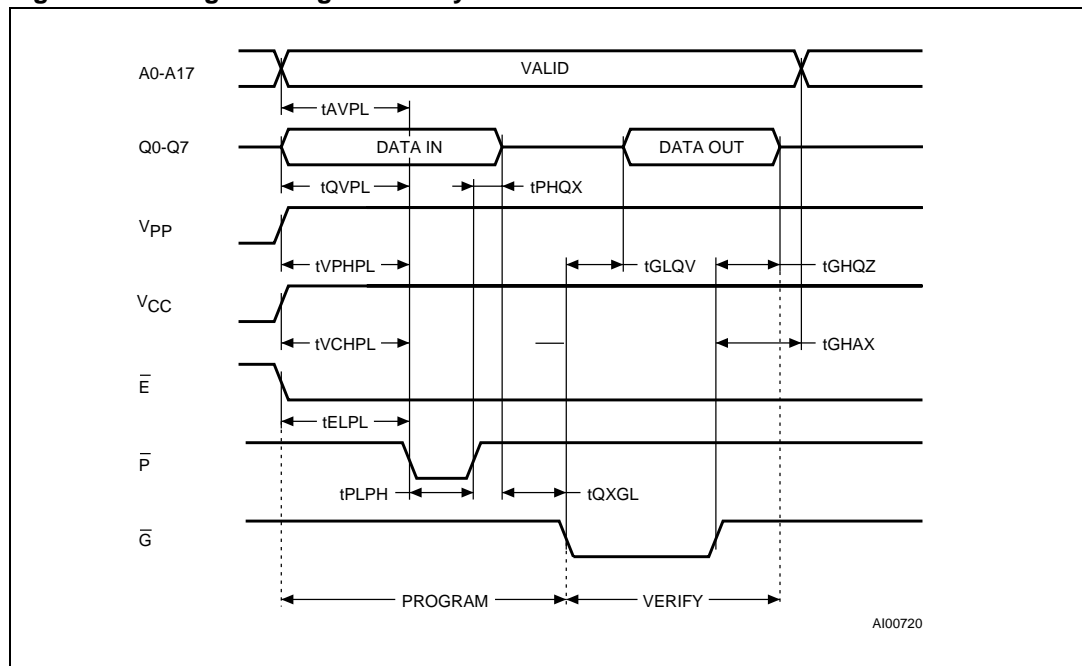 A0-A17
VALID
tAVPL
Q0-Q7
DATA IN
DATA OUT
tQVPL
tPHQX
VPP
tVPHPL
tGLQV
tGHQZ
VCC
tVCHPL
tGHAX
E
tELPL
P
tPLPH
tQXGL
G
PROGRAM
VERIFY
AI00720